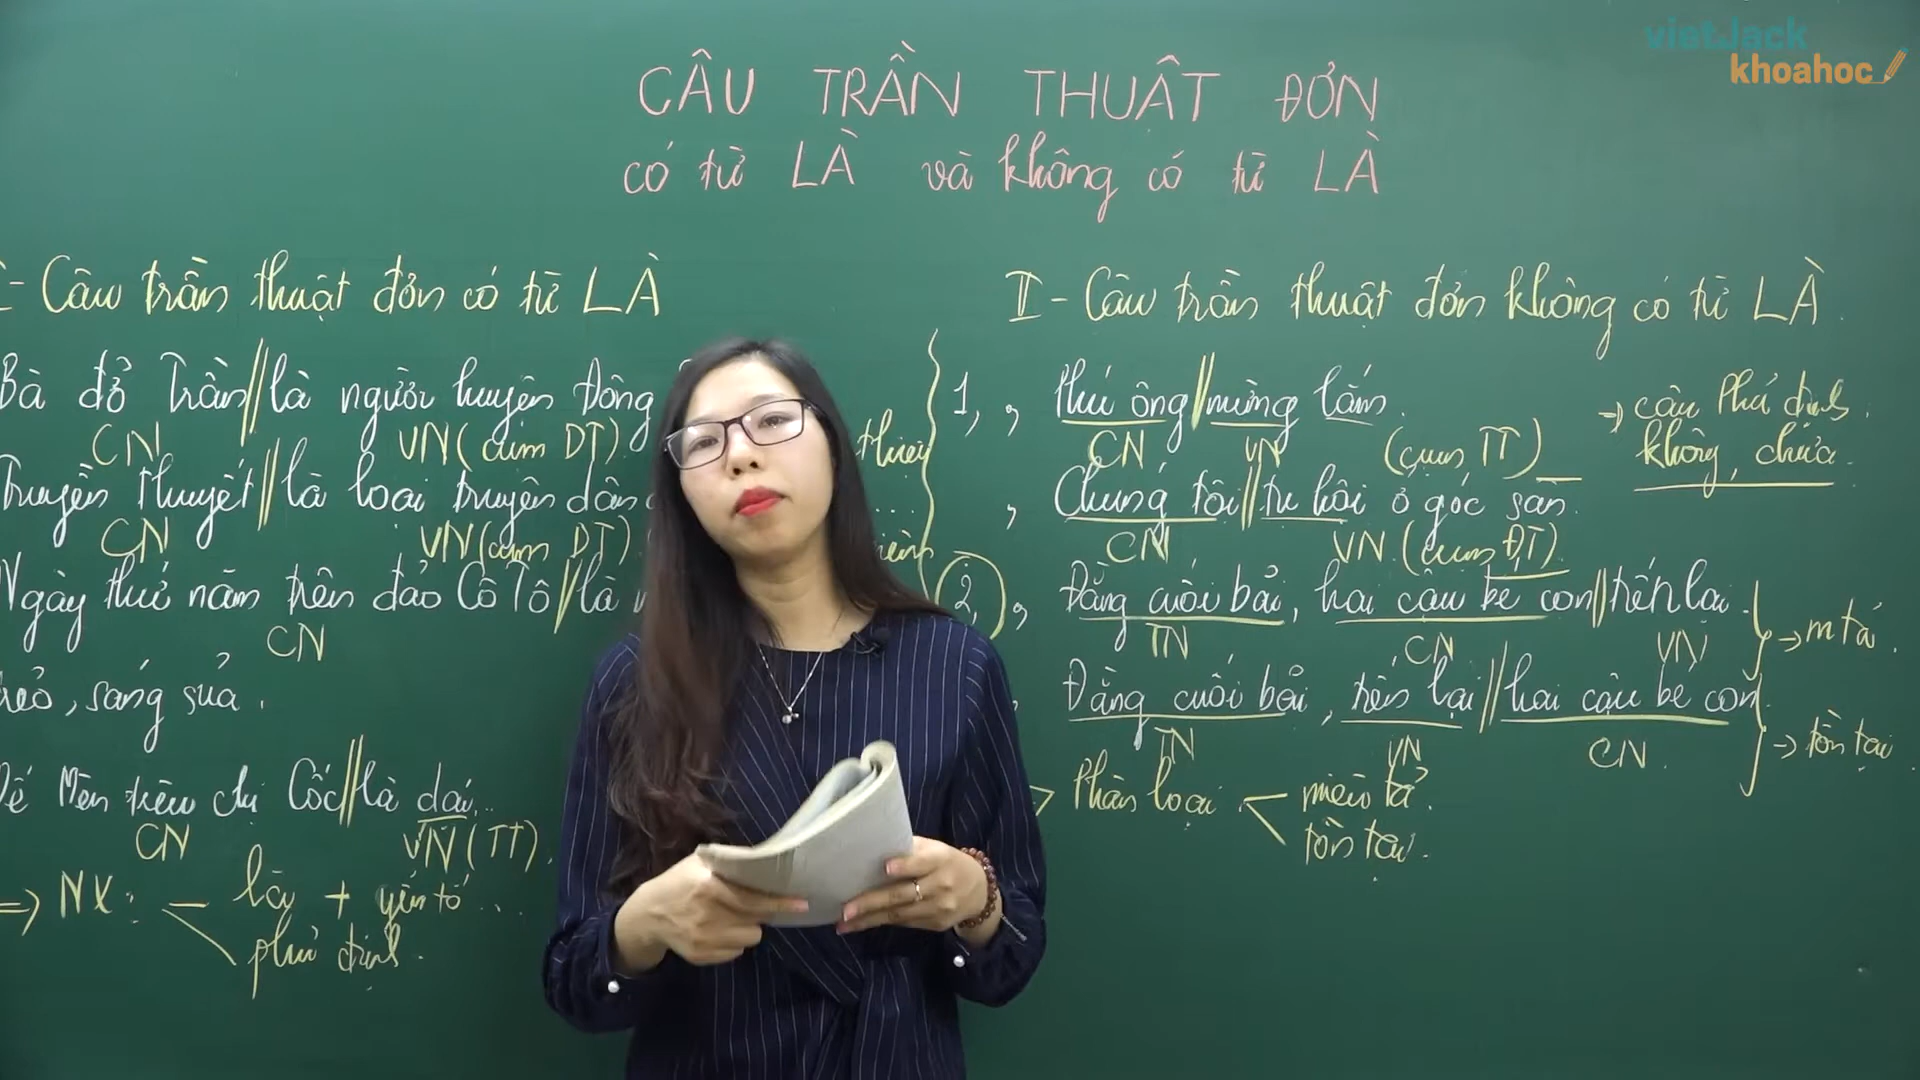 vietJack
khoahoc
CÂU TRẦN THUẬT ĐƠN
có từ LÀ và không có từ LÀ
I- Câu trần thuật đơn có từ LÀ
Bà đỡ Trần // là người huyện Đông
CN VN (cụm DT)
Truyền thuyết // là loại truyện dân
CN VN (cụm DT)
Ngày thứ năm trên đảo Cô Tô // là
CN
trẻo, sáng sủa.
Dế Mèn trêu chị Cốc // là dại.
CN VN (TT)
=> NX: là + yếu tố ...
phủ định.
II- Câu trần thuật đơn không có từ LÀ
1, , Phú ông // mừng lắm.
CN VN (cụm TT)
→ câu Phủ định
không, chưa.
, Chúng tôi // tụ hội ở góc sân
CN VN (cụm ĐT)
2, , Đằng cuối bãi, hai cậu bé con // tiến lại.
TN CN VN
→ m tả.
Đằng cuối bãi, tiến lại // hai cậu bé con
TN VN CN
→ tồn tại
> Phân loại miêu tả.
tồn tại.